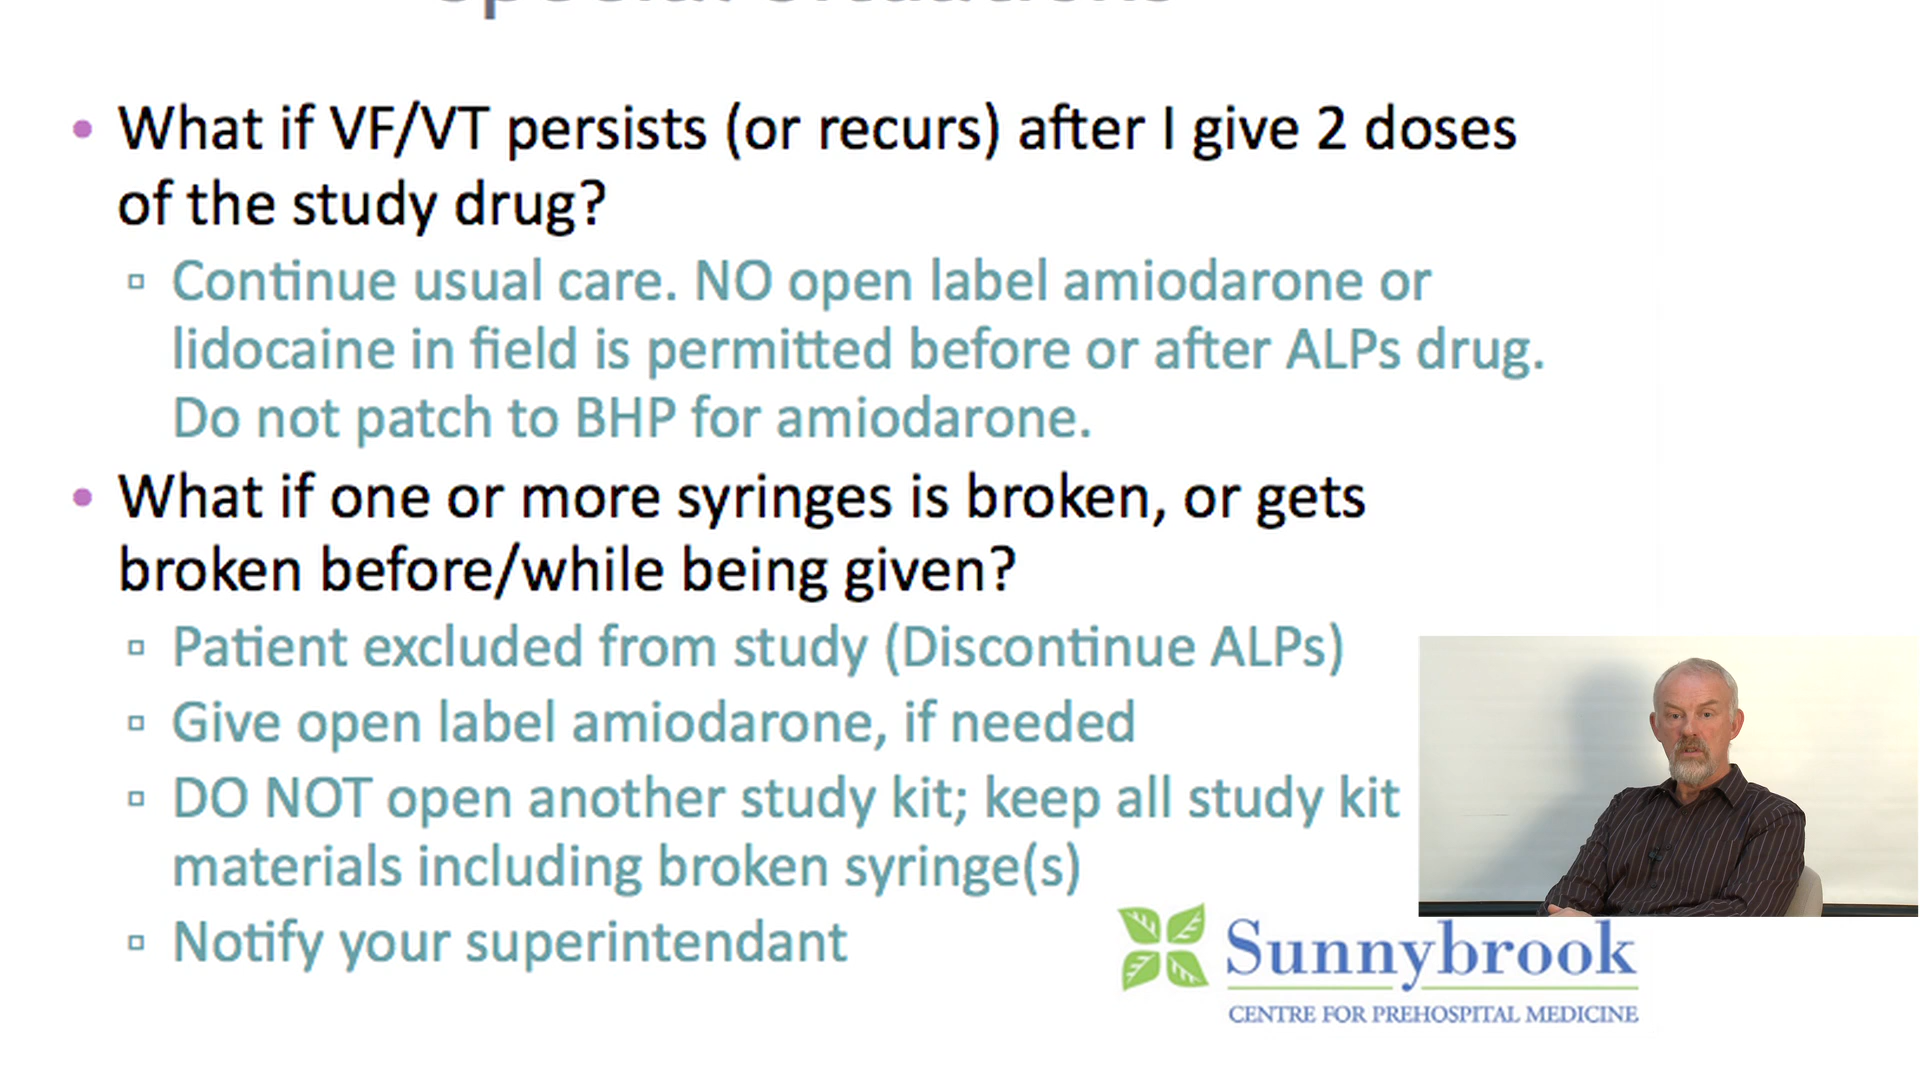 Special Situations
• What if VF/VT persists (or recurs) after I give 2 doses
of the study drug?
▫ Continue usual care. NO open label amiodarone or
lidocaine in field is permitted before or after ALPs drug.
Do not patch to BHP for amiodarone.
• What if one or more syringes is broken, or gets
broken before/while being given?
▫ Patient excluded from study (Discontinue ALPs)
▫ Give open label amiodarone, if needed
▫ DO NOT open another study kit; keep all study kit
materials including broken syringe(s)
▫ Notify your superintendant
Sunnybrook
CENTRE FOR PREHOSPITAL MEDICINE